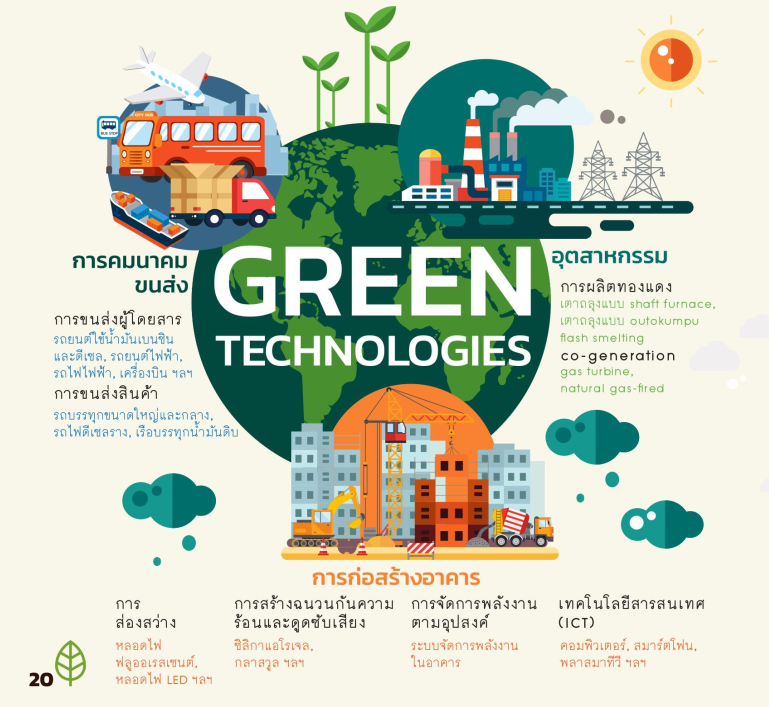 CITY BUS
BUS STOP
GREEN
TECHNOLOGIES
การคมนาคม
ขนส่ง
การขนส่งผู้โดยสาร
รถยนต์ใช้น้ำมันเบนซิน
และดีเซล, รถยนต์ไฟฟ้า,
รถไฟไฟฟ้า, เครื่องบิน ฯลฯ
การขนส่งสินค้า
รถบรรทุกขนาดใหญ่และกลาง,
รถไฟดีเซลราง, เรือบรรทุกน้ำมันดิบ
อุตสาหกรรม
การผลิตทองแดง
เตาถลุงแบบ shaft furnace,
เตาถลุงแบบ outokumpu
flash smelting
co-generation
gas turbine,
natural gas-fired
การก่อสร้างอาคาร
การ
ส่องสว่าง
หลอดไฟ
ฟลูออเรสเซนต์,
หลอดไฟ LED ฯลฯ
การสร้างฉนวนกันความ
ร้อนและดูดซับเสียง
ซิลิกาแอโรเจล,
กลาสวูล ฯลฯ
การจัดการพลังงาน
ตามอุปสงค์
ระบบจัดการพลังงาน
ในอาคาร
เทคโนโลยีสารสนเทศ
(ICT)
คอมพิวเตอร์, สมาร์ตโฟน,
พลาสมาทีวี ฯลฯ
20